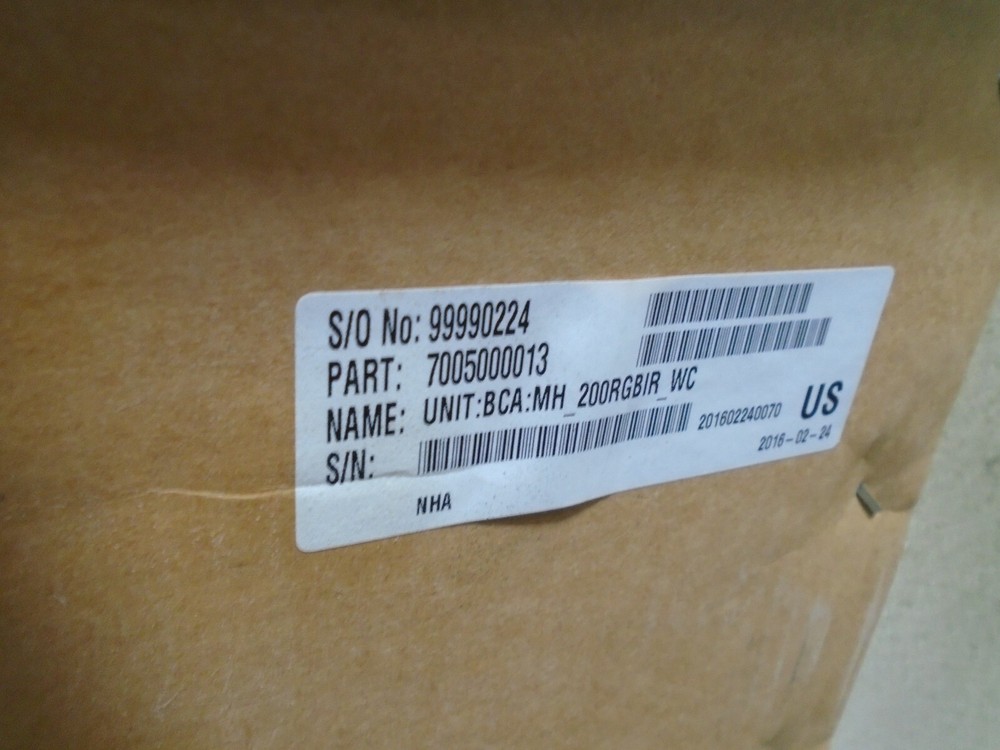 S/O No: 99990224
PART: 7005000013
NAME: UNIT:BCA:MH_200RGBIR_WC
S/N: 201602240070 US
2016-02-24
NHA